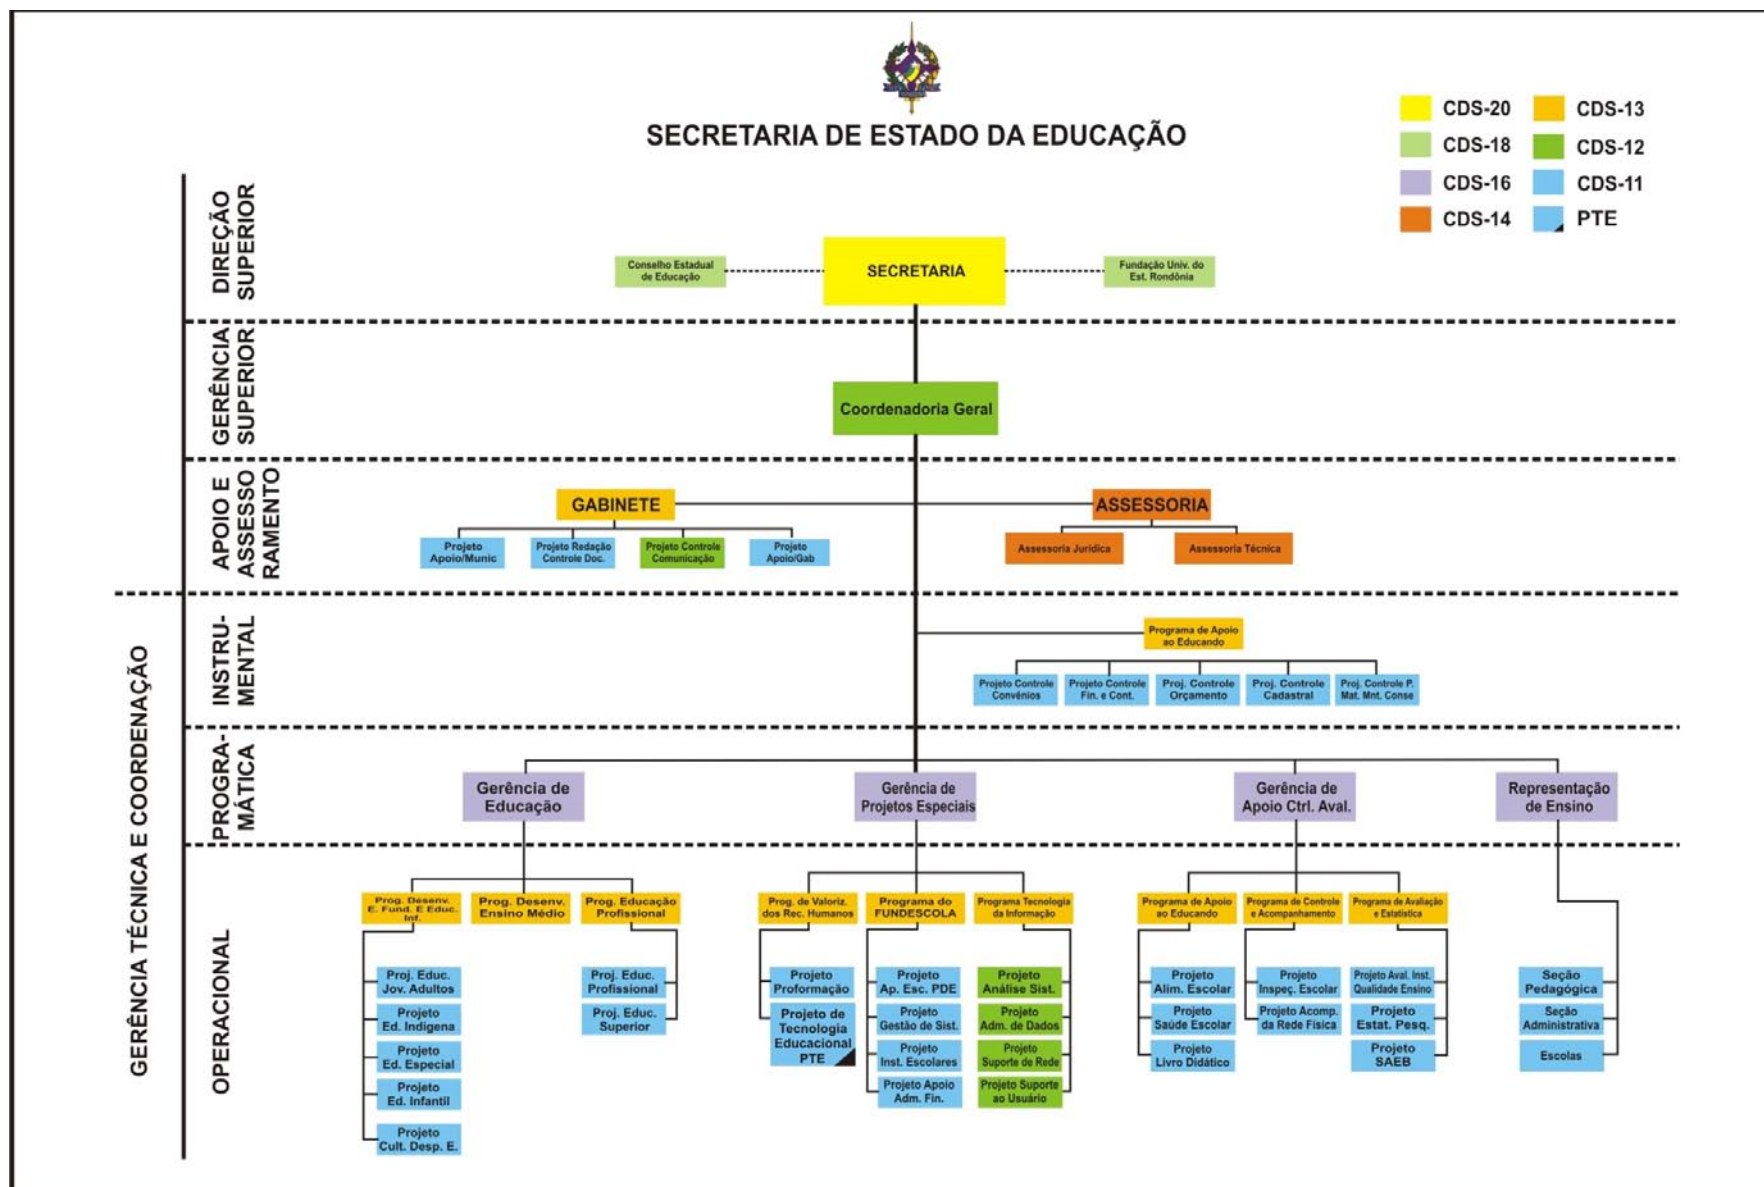 SECRETARIA DE ESTADO DA EDUCAÇÃO
CDS-20
CDS-13
CDS-18
CDS-12
CDS-16
CDS-11
CDS-14
PTE
DIREÇÃO
SUPERIOR
Conselho Estadual
de Educação
SECRETARIA
Fundação Univ. do
Est. Rondônia
GERÊNCIA
SUPERIOR
Coordenadoria Geral
APOIO E
ASSESSO
RAMENTO
GABINETE
ASSESSORIA
Projeto
Apoio/Munic
Projeto Redação
Controle Doc.
Projeto Controle
Comunicação
Projeto
Apoio/Gab
Assessoria Jurídica
Assessoria Técnica
GERÊNCIA TÉCNICA E COORDENAÇÃO
INSTRU-
MENTAL
Programa de Apoio
ao Educando
Projeto Controle
Convênios
Projeto Controle
Fin. e Cont.
Proj. Controle
Orçamento
Proj. Controle
Cadastral
Proj. Controle P.
Mat. Mnt. Conse
PROGRA-
MÁTICA
Gerência de
Educação
Gerência de
Projetos Especiais
Gerência de
Apoio Ctrl. Aval.
Representação
de Ensino
OPERACIONAL
Prog. Desenv.
E. Fund. E Educ.
Inf.
Prog. Desenv.
Ensino Médio
Prog. Educação
Profissional
Prog. de Valoriz.
dos Rec. Humanos
Programa do
FUNDESCOLA
Programa Tecnologia
da Informação
Programa de Apoio
ao Educando
Programa de Controle
e Acompanhamento
Programa de Avaliação
e Estatística
Proj. Educ.
Jov. Adultos
Projeto
Ed. Indigena
Projeto
Ed. Especial
Projeto
Ed. Infantil
Projeto
Cult. Desp. E.
Proj. Educ.
Profissional
Proj. Educ.
Superior
Projeto
Proformação
Projeto de
Tecnologia
Educacional
PTE
Projeto
Ap. Esc. PDE
Projeto
Gestão de Sist.
Projeto
Inst. Escolares
Projeto Apoio
Adm. Fin.
Projeto
Análise Sist.
Projeto
Adm. de Dados
Projeto
Suporte de Rede
Projeto Suporte
ao Usuário
Projeto
Alim. Escolar
Projeto
Saúde Escolar
Projeto
Livro Didático
Projeto
Inspeç. Escolar
Projeto Acomp.
da Rede Física
Projeto Aval. Inst.
Qualidade Ensino
Projeto
Estat. Pesq.
Projeto
SAEB
Seção
Pedagógica
Seção
Administrativa
Escolas